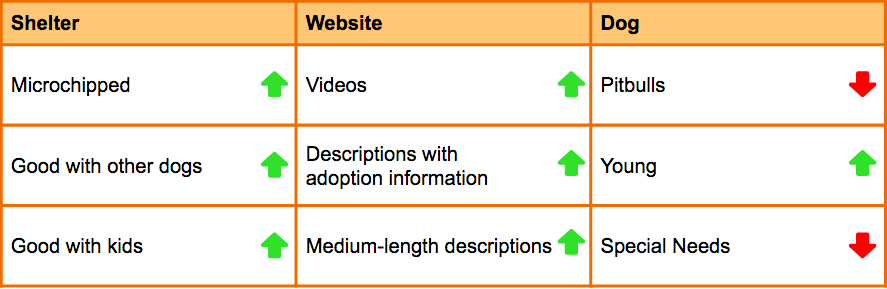 Shelter Website Dog
Microchipped Videos Pitbulls
Good with other dogs Descriptions with
adoption information Young
Good with kids Medium-length descriptions Special Needs